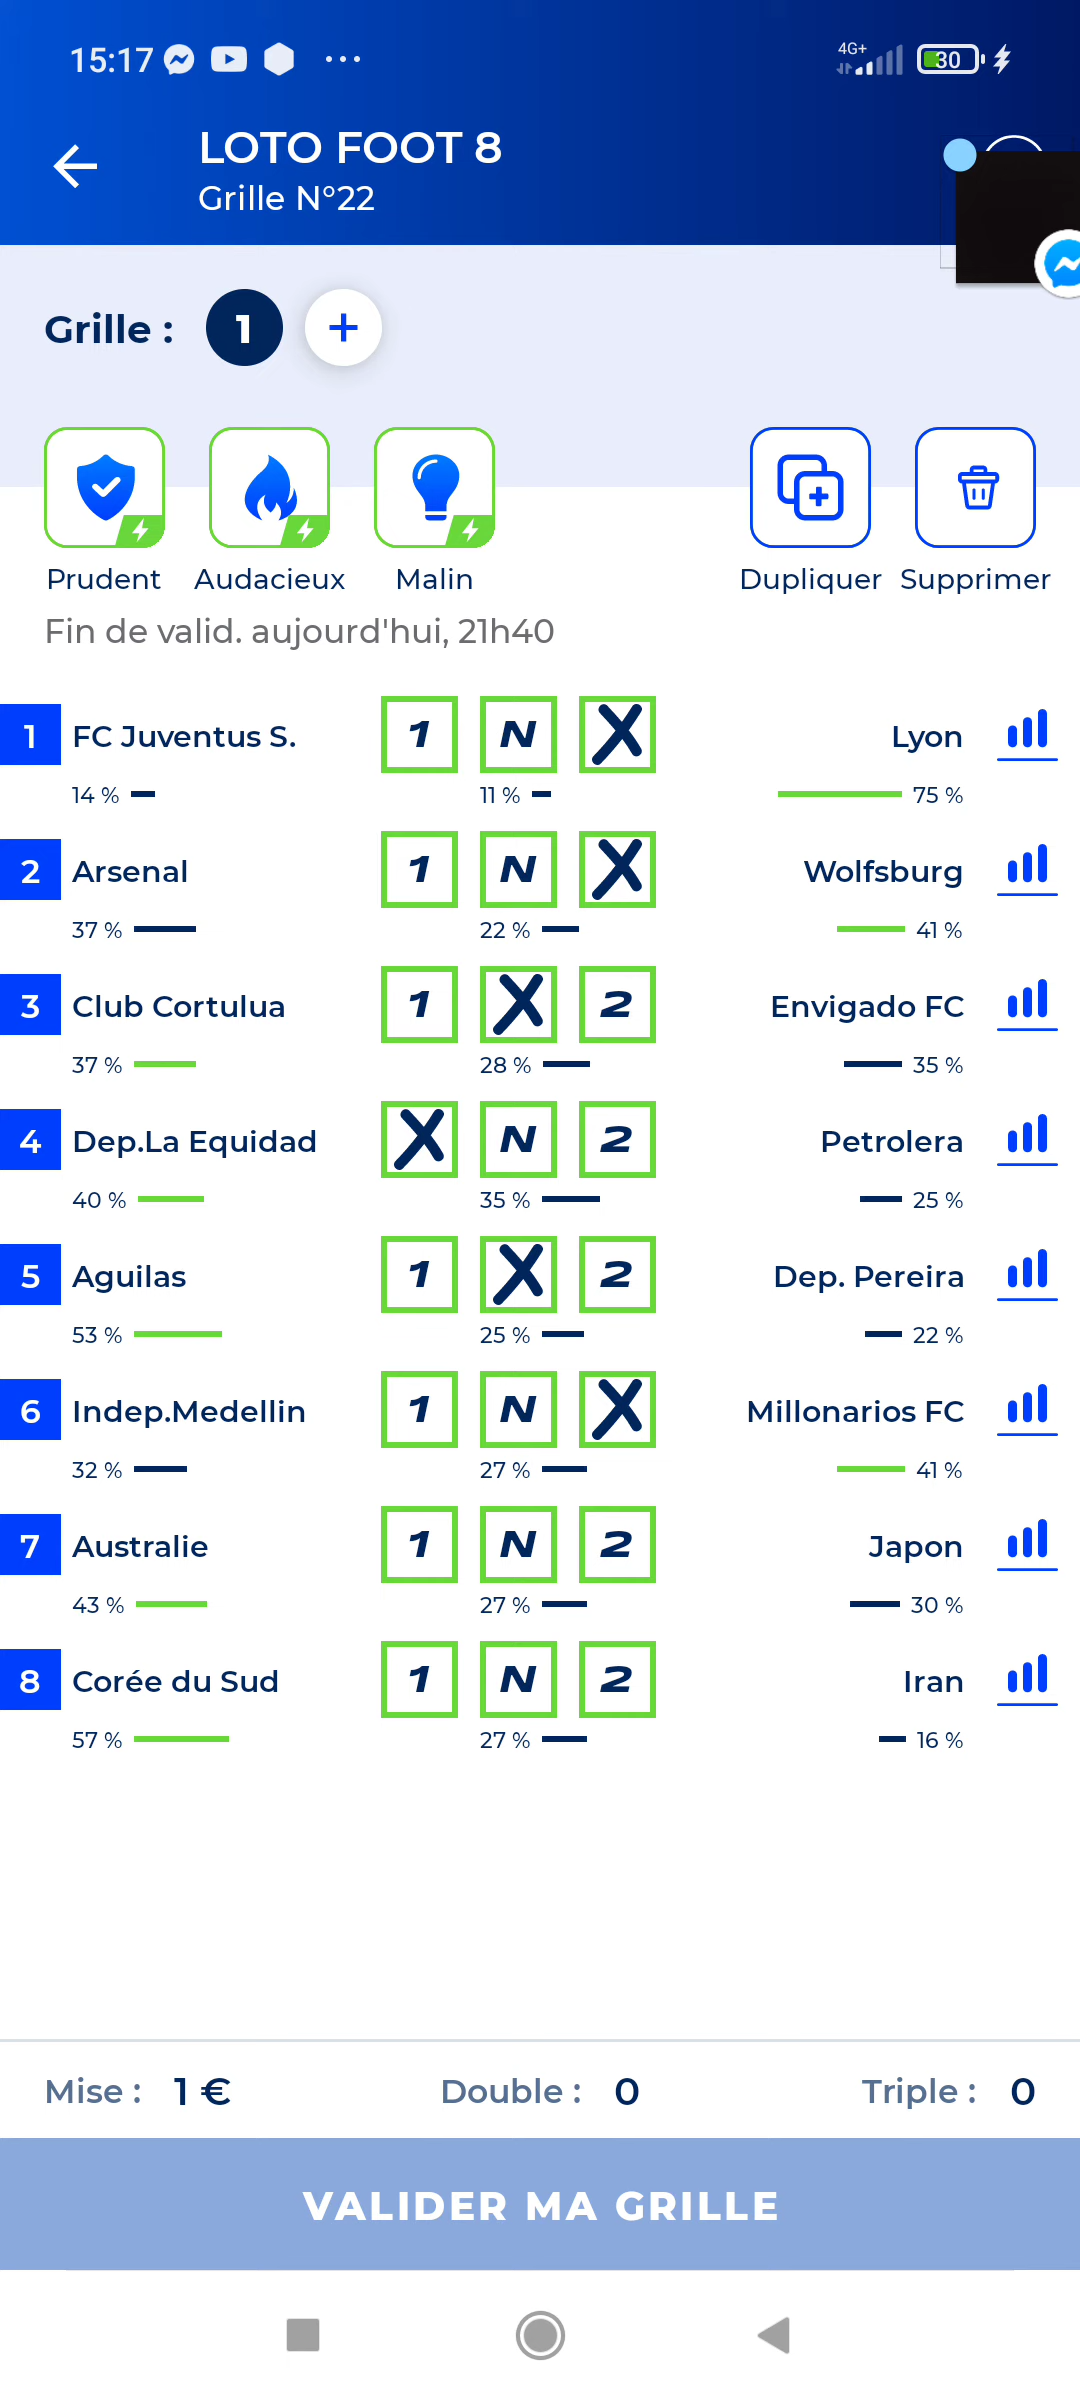 15:17 4G+ 30
LOTO FOOT 8
Grille N°22
Grille : 1 +
Prudent Audacieux Malin Dupliquer Supprimer
Fin de valid. aujourd'hui, 21h40
1 FC Juventus S. 1 N X Lyon
14 % 11 % 75 %
2 Arsenal 1 N X Wolfsburg
37 % 22 % 41 %
3 Club Cortulua 1 X 2 Envigado FC
37 % 28 % 35 %
4 Dep.La Equidad X N 2 Petrolera
40 % 35 % 25 %
5 Aguilas 1 X 2 Dep. Pereira
53 % 25 % 22 %
6 Indep.Medellin 1 N X Millonarios FC
32 % 27 % 41 %
7 Australie 1 N 2 Japon
43 % 27 % 30 %
8 Corée du Sud 1 N 2 Iran
57 % 27 % 16 %
Mise : 1 € Double : 0 Triple : 0
VALIDER MA GRILLE